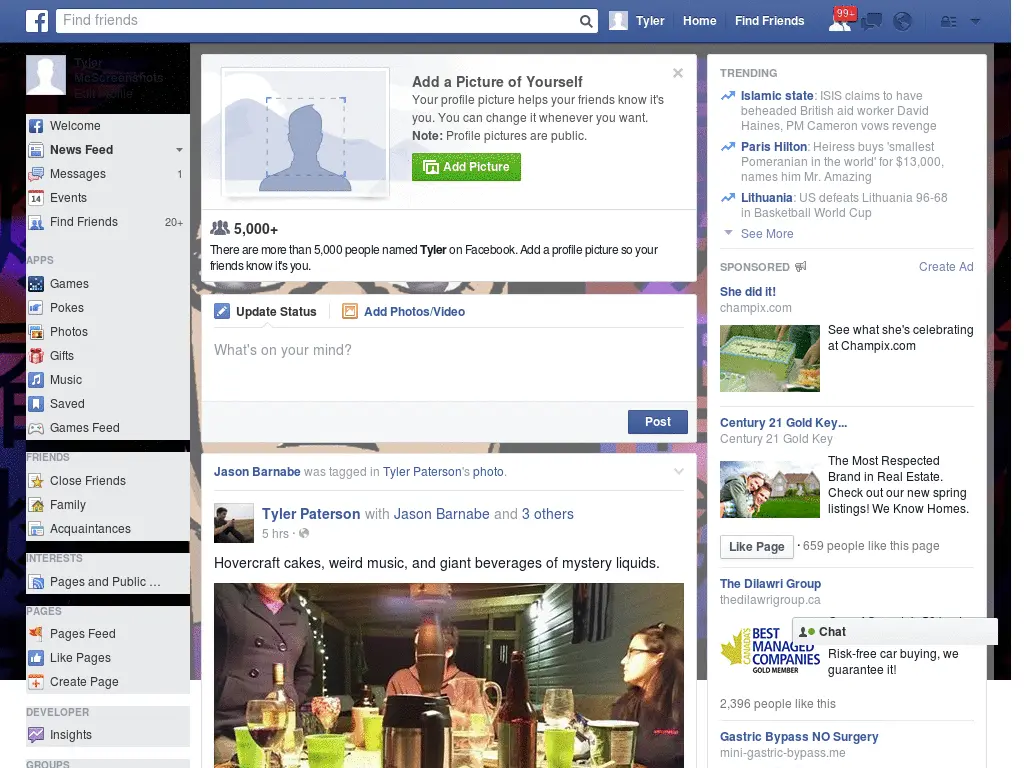 Find friends
Tyler
Home
Find Friends
99+
Tyler
McScreenshots
Edit Profile
Welcome
News Feed
Messages 1
14 Events
Find Friends 20+
APPS
Games
Pokes
Photos
Gifts
Music
Saved
Games Feed
FRIENDS
Close Friends
Family
Acquaintances
INTERESTS
Pages and Public ...
PAGES
Pages Feed
Like Pages
Create Page
DEVELOPER
Insights
GROUPS
Add a Picture of Yourself
Your profile picture helps your friends know it's
you. You can change it whenever you want.
Note: Profile pictures are public.
Add Picture
5,000+
There are more than 5,000 people named Tyler on Facebook. Add a profile picture so your
friends know it's you.
Update Status
Add Photos/Video
What's on your mind?
Post
Jason Barnabe was tagged in Tyler Paterson's photo.
Tyler Paterson with Jason Barnabe and 3 others
5 hrs ·
Hovercraft cakes, weird music, and giant beverages of mystery liquids.
TRENDING
Islamic state: ISIS claims to have
beheaded British aid worker David
Haines, PM Cameron vows revenge
Paris Hilton: Heiress buys 'smallest
Pomeranian in the world' for $13,000,
names him Mr. Amazing
Lithuania: US defeats Lithuania 96-68
in Basketball World Cup
See More
SPONSORED
Create Ad
She did it!
champix.com
See what she's celebrating
at Champix.com
Century 21 Gold Key...
Century 21 Gold Key
The Most Respected
Brand in Real Estate.
Check out our new spring
listings! We Know Homes.
Like Page · 659 people like this page
The Dilawri Group
thedilawrigroup.ca
BEST
MANAGED
COMPANIES
GOLD MEMBER
Chat
Risk-free car buying, we
guarantee it!
2,396 people like this
Gastric Bypass NO Surgery
mini-gastric-bypass.me